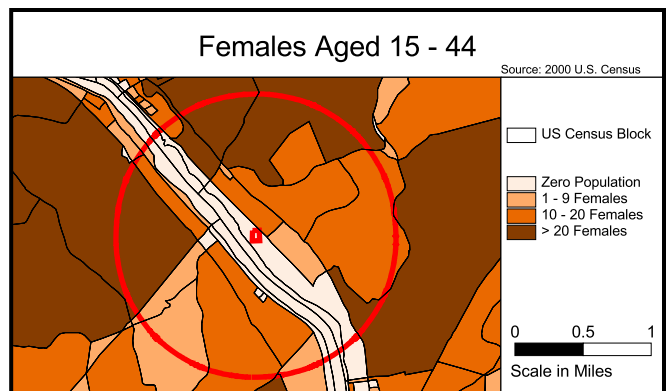 Females Aged 15 - 44
Source: 2000 U.S. Census
US Census Block
Zero Population
1 - 9 Females
10 - 20 Females
> 20 Females
0 0.5 1
Scale in Miles